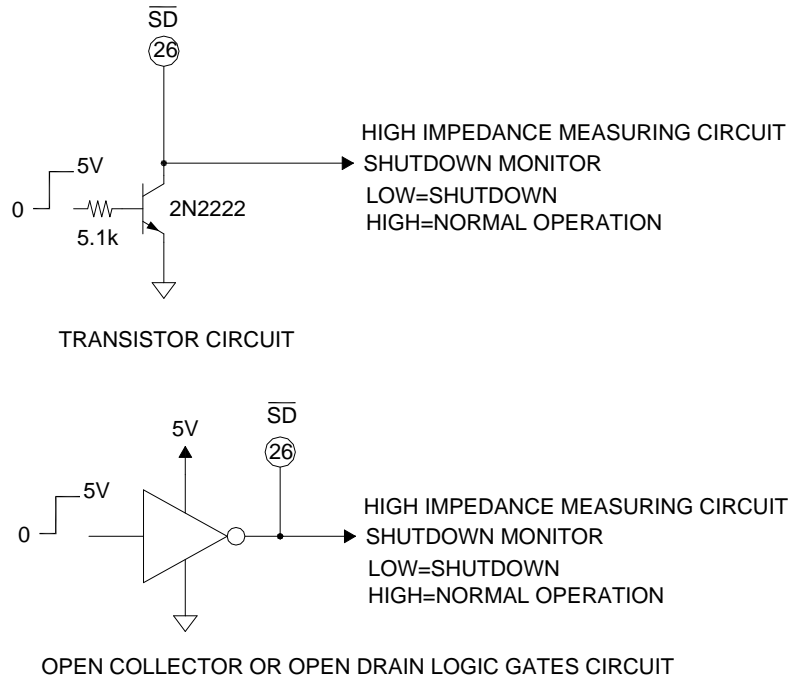 SD
26
HIGH IMPEDANCE MEASURING CIRCUIT
5V
SHUTDOWN MONITOR
0
2N2222
LOW=SHUTDOWN
5.1k
HIGH=NORMAL OPERATION
TRANSISTOR CIRCUIT
SD
5V
26
5V
HIGH IMPEDANCE MEASURING CIRCUIT
0
SHUTDOWN MONITOR
LOW=SHUTDOWN
HIGH=NORMAL OPERATION
OPEN COLLECTOR OR OPEN DRAIN LOGIC GATES CIRCUIT